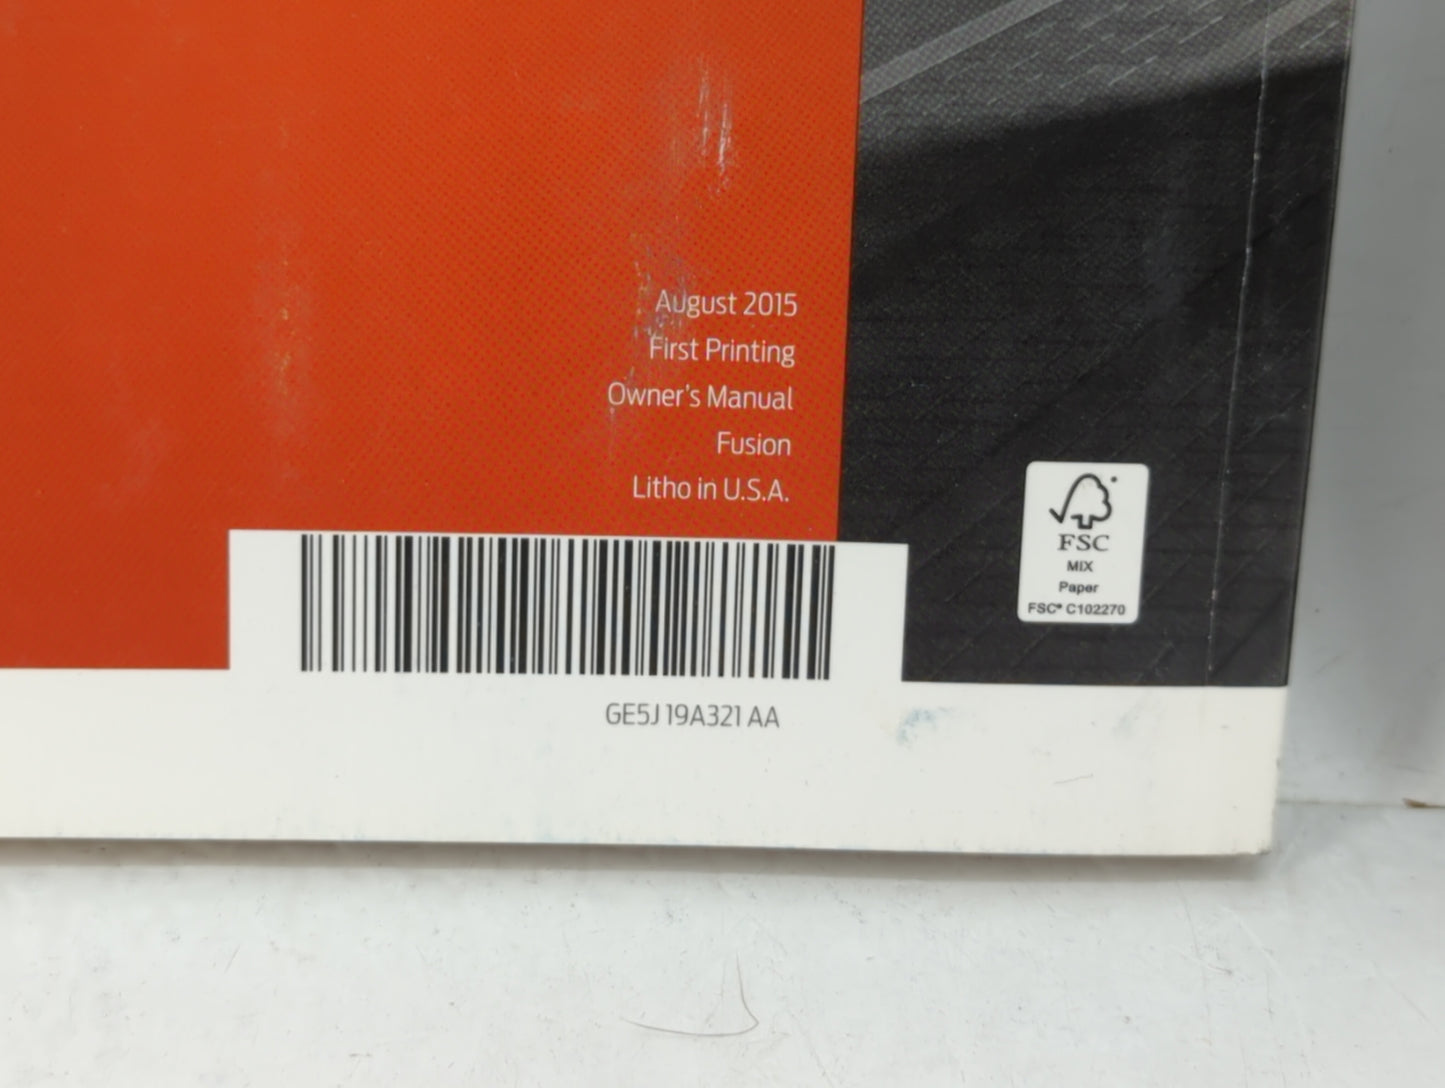 August 2015
First Printing
Owner's Manual
Fusion
Litho in U.S.A.
GE5J 19A321 AA
FSC
MIX
Paper
FSC® C102270